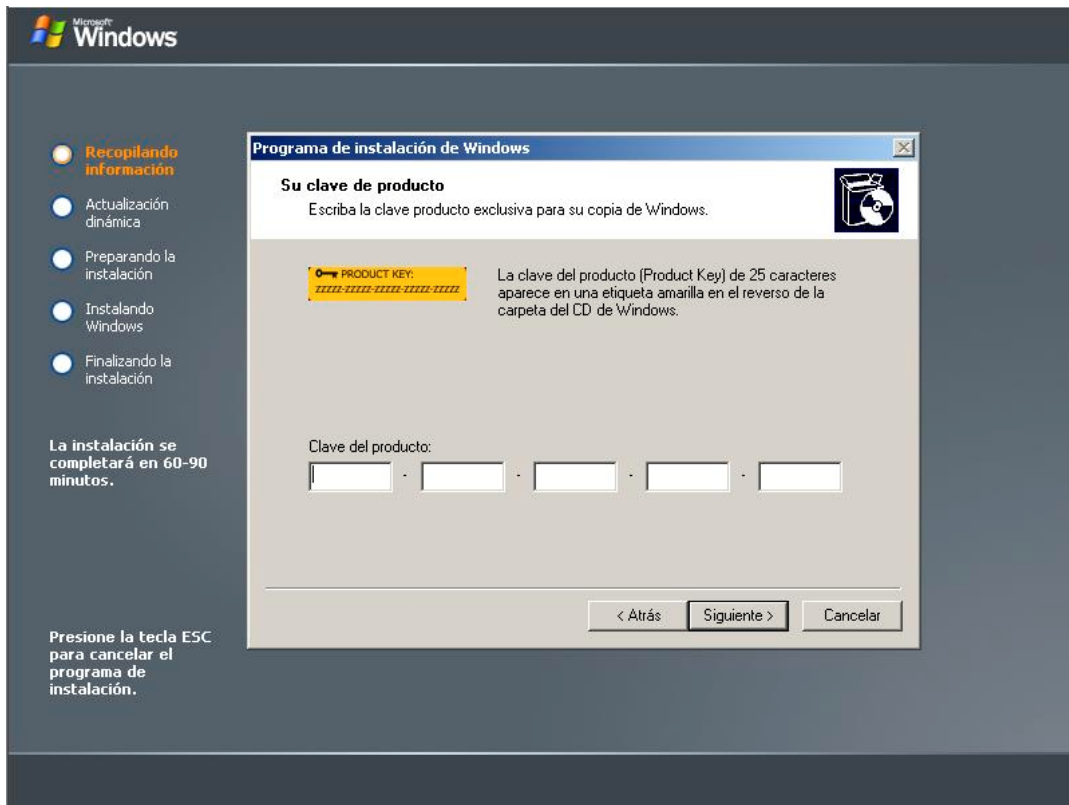 Microsoft
Windows
Recopilando
información
Actualización
dinámica
Preparando la
instalación
Instalando
Windows
Finalizando la
instalación
La instalación se
completará en 60-90
minutos.
Presione la tecla ESC
para cancelar el
programa de
instalación.
Programa de instalación de Windows
Su clave de producto
Escriba la clave producto exclusiva para su copia de Windows.
PRODUCT KEY:
ZZZZZ-ZZZZZ-ZZZZZ-ZZZZZ-ZZZZZ
La clave del producto (Product Key) de 25 caracteres
aparece en una etiqueta amarilla en el reverso de la
carpeta del CD de Windows.
Clave del producto:
- - - -
< Atrás Siguiente > Cancelar